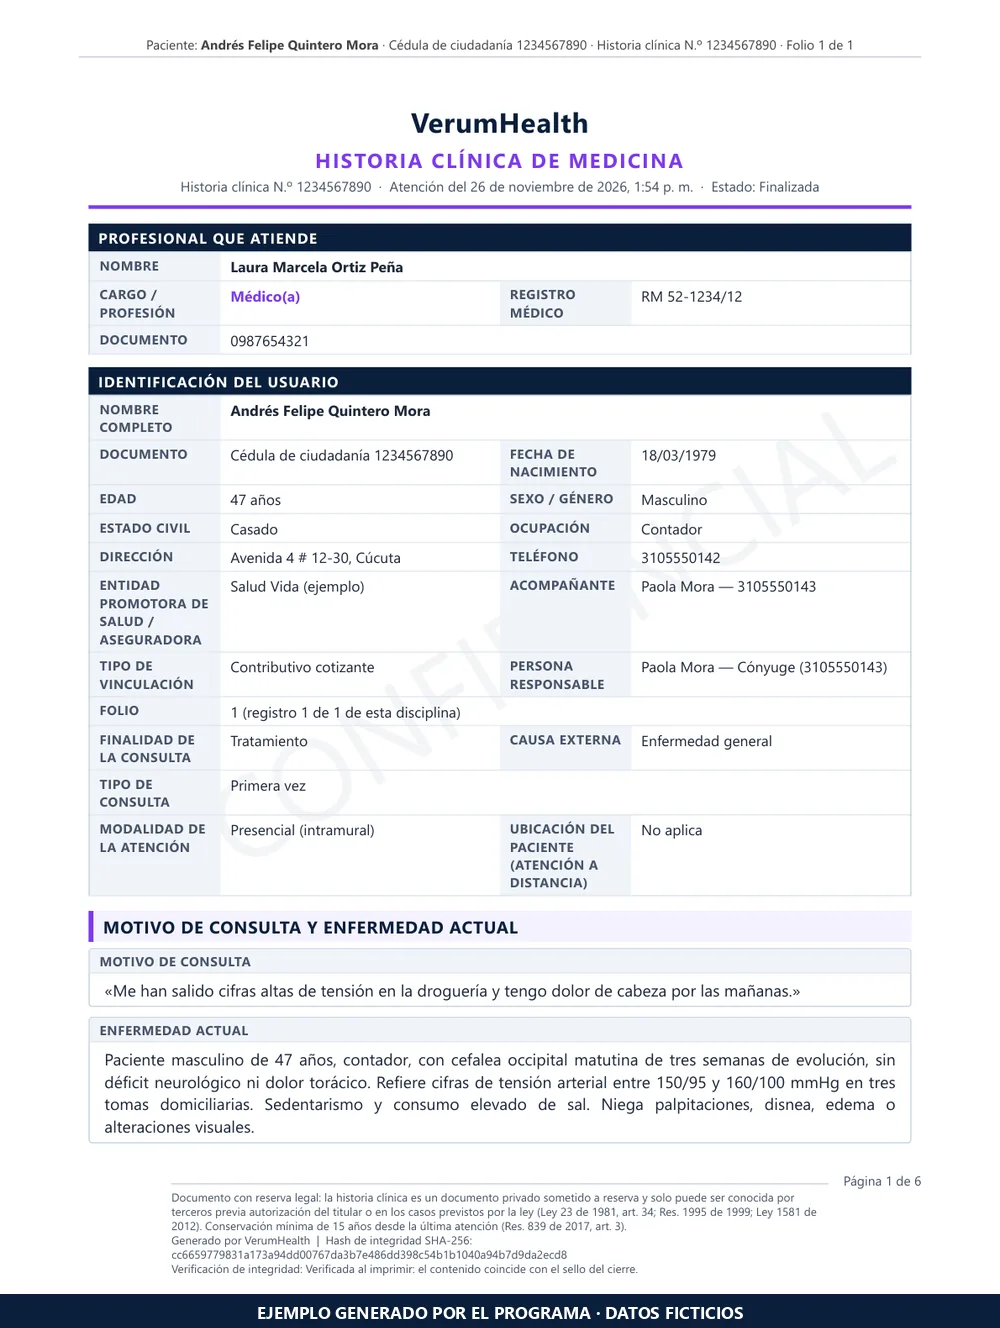 Paciente: Andrés Felipe Quintero Mora · Cédula de ciudadanía 1234567890 · Historia clínica N.º 1234567890 · Folio 1 de 1
VerumHealth
HISTORIA CLÍNICA DE MEDICINA
Historia clínica N.º 1234567890 · Atención del 26 de noviembre de 2026, 1:54 p. m. · Estado: Finalizada
PROFESIONAL QUE ATIENDE
NOMBRE
Laura Marcela Ortiz Peña
CARGO /
PROFESIÓN
Médico(a)
REGISTRO
MÉDICO
RM 52-1234/12
DOCUMENTO
0987654321
IDENTIFICACIÓN DEL USUARIO
NOMBRE
COMPLETO
Andrés Felipe Quintero Mora
DOCUMENTO
Cédula de ciudadanía 1234567890
FECHA DE
NACIMIENTO
18/03/1979
EDAD
47 años
SEXO / GÉNERO
Masculino
ESTADO CIVIL
Casado
OCUPACIÓN
Contador
DIRECCIÓN
Avenida 4 # 12-30, Cúcuta
TELÉFONO
3105550142
ENTIDAD
PROMOTORA DE
SALUD /
ASEGURADORA
Salud Vida (ejemplo)
ACOMPAÑANTE
Paola Mora — 3105550143
TIPO DE
VINCULACIÓN
Contributivo cotizante
PERSONA
RESPONSABLE
Paola Mora — Cónyuge (3105550143)
FOLIO
1 (registro 1 de 1 de esta disciplina)
FINALIDAD DE
LA CONSULTA
Tratamiento
CAUSA EXTERNA
Enfermedad general
TIPO DE
CONSULTA
Primera vez
MODALIDAD DE
LA ATENCIÓN
Presencial (intramural)
UBICACIÓN DEL
PACIENTE
(ATENCIÓN A
DISTANCIA)
No aplica
CONFIDENCIAL
MOTIVO DE CONSULTA Y ENFERMEDAD ACTUAL
MOTIVO DE CONSULTA
«Me han salido cifras altas de tensión en la droguería y tengo dolor de cabeza por las mañanas.»
ENFERMEDAD ACTUAL
Paciente masculino de 47 años, contador, con cefalea occipital matutina de tres semanas de evolución, sin
déficit neurológico ni dolor torácico. Refiere cifras de tensión arterial entre 150/95 y 160/100 mmHg en tres
tomas domiciliarias. Sedentarismo y consumo elevado de sal. Niega palpitaciones, disnea, edema o
alteraciones visuales.
Página 1 de 6
Documento con reserva legal: la historia clínica es un documento privado sometido a reserva y solo puede ser conocida por
terceros previa autorización del titular o en los casos previstos por la ley (Ley 23 de 1981, art. 34; Res. 1995 de 1999; Ley 1581 de
2012). Conservación mínima de 15 años desde la última atención (Res. 839 de 2017, art. 3).
Generado por VerumHealth | Hash de integridad SHA-256:
cc6659779831a173a94dd00767da3b7e486dd398c54b1b1040a94b7d9da2ecd8
Verificación de integridad: Verificada al imprimir: el contenido coincide con el sello del cierre.
EJEMPLO GENERADO POR EL PROGRAMA · DATOS FICTICIOS